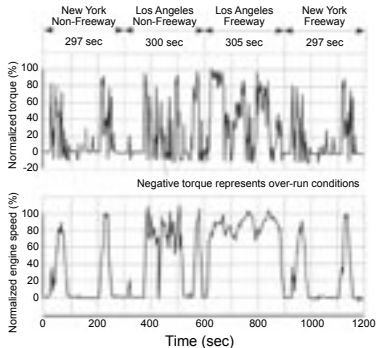 New York Los Angeles Los Angeles New York
Non-Freeway Non-Freeway Freeway Freeway
297 sec 300 sec 305 sec 297 sec
Normalized torque (%)
100
80
60
40
20
0
-20
Negative torque represents over-run conditions
Normalized engine speed (%)
100
80
60
40
20
0
0 200 400 600 800 1000 1200
Time (sec)